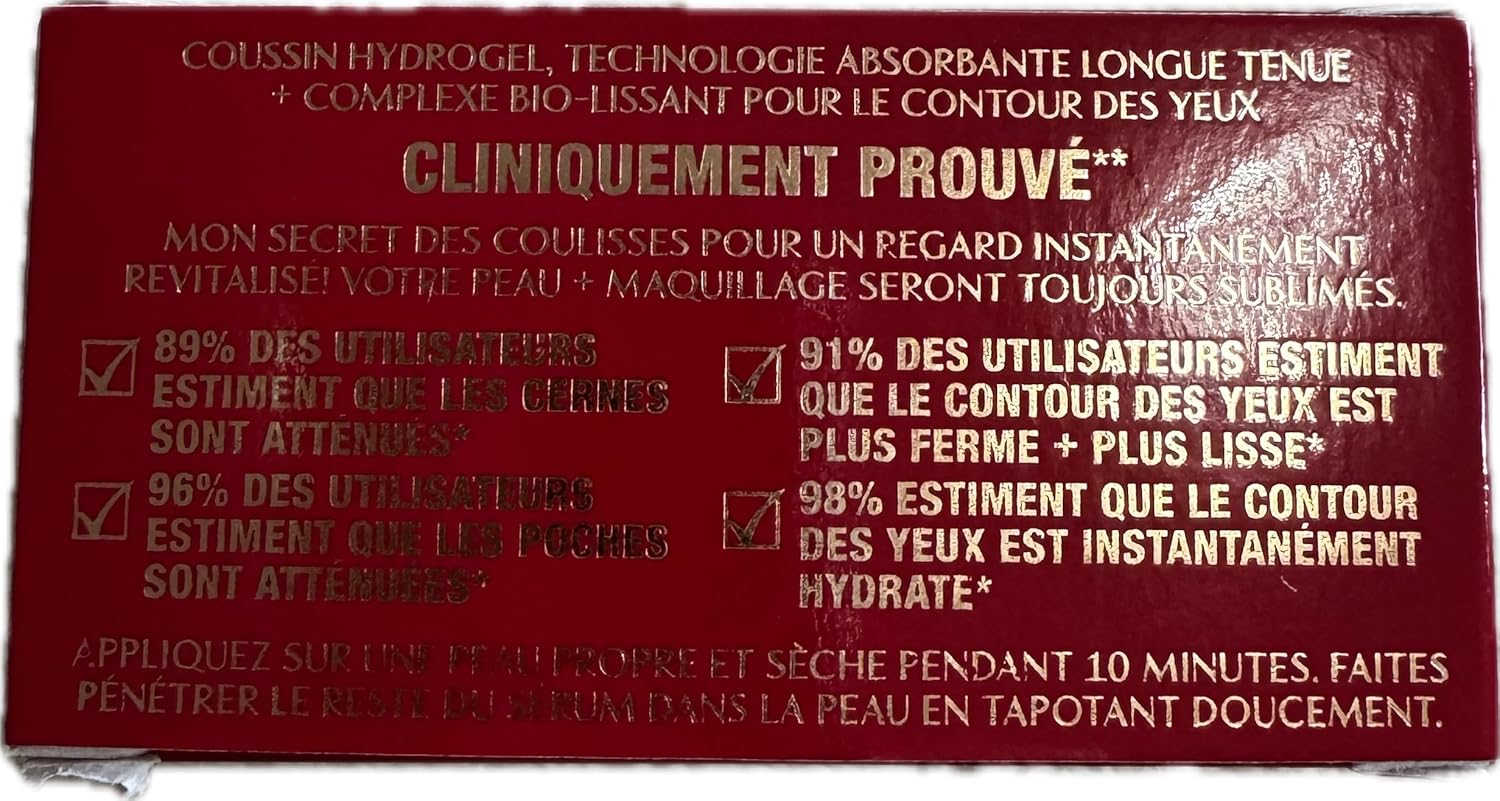 COUSSIN HYDROGEL, TECHNOLOGIE ABSORBANTE LONGUE TENUE
+ COMPLEXE BIO-LISSANT POUR LE CONTOUR DES YEUX
CLINIQUEMENT PROUVÉ**
MON SECRET DES COULISSES POUR UN REGARD INSTANTANÉMENT
REVITALISÉ! VOTRE PEAU + MAQUILLAGE SERONT TOUJOURS SUBLIMÉS.
89% DES UTILISATEURS
ESTIMENT QUE LES CERNES
SONT ATTÉNUÉS*
96% DES UTILISATEURS
ESTIMENT QUE LES POCHES
SONT ATTÉNUÉES*
91% DES UTILISATEURS ESTIMENT
QUE LE CONTOUR DES YEUX EST
PLUS FERME + PLUS LISSE*
98% ESTIMENT QUE LE CONTOUR
DES YEUX EST INSTANTANÉMENT
HYDRATE*
APPLIQUEZ SUR UNE PEAU PROPRE ET SÈCHE PENDANT 10 MINUTES. FAITES
PÉNÉTRER LE RESTE DU SÉRUM DANS LA PEAU EN TAPOTANT DOUCEMENT.